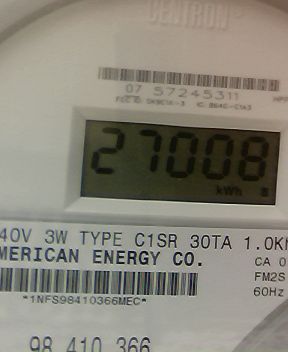 CENTRON®
07 57245311
27008
kWh
40V 3W TYPE C1SR 30TA 1.0K
MERICAN ENERGY CO.
CA 0
FM2S
60Hz
*1NFS98410366MEC*
98 410 366